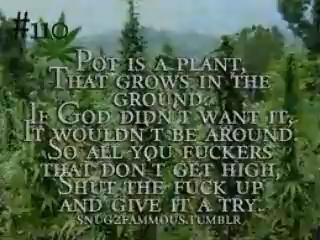 #110
Pot is a plant,
That grows in the
ground.
If God didn't want it,
It wouldn't be around
So all you fuckers
that don't get high,
Shut the fuck up
and give it a try.
snug2fammous.tumblr